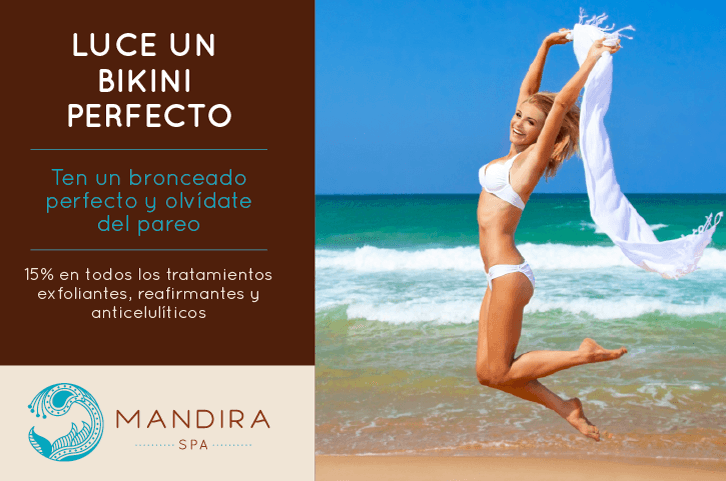 LUCE UN
BIKINI
PERFECTO
Ten un bronceado
perfecto y olvídate
del pareo
15% en todos los tratamientos
exfoliantes, reafirmantes y
anticelulíticos
MANDIRA
SPA